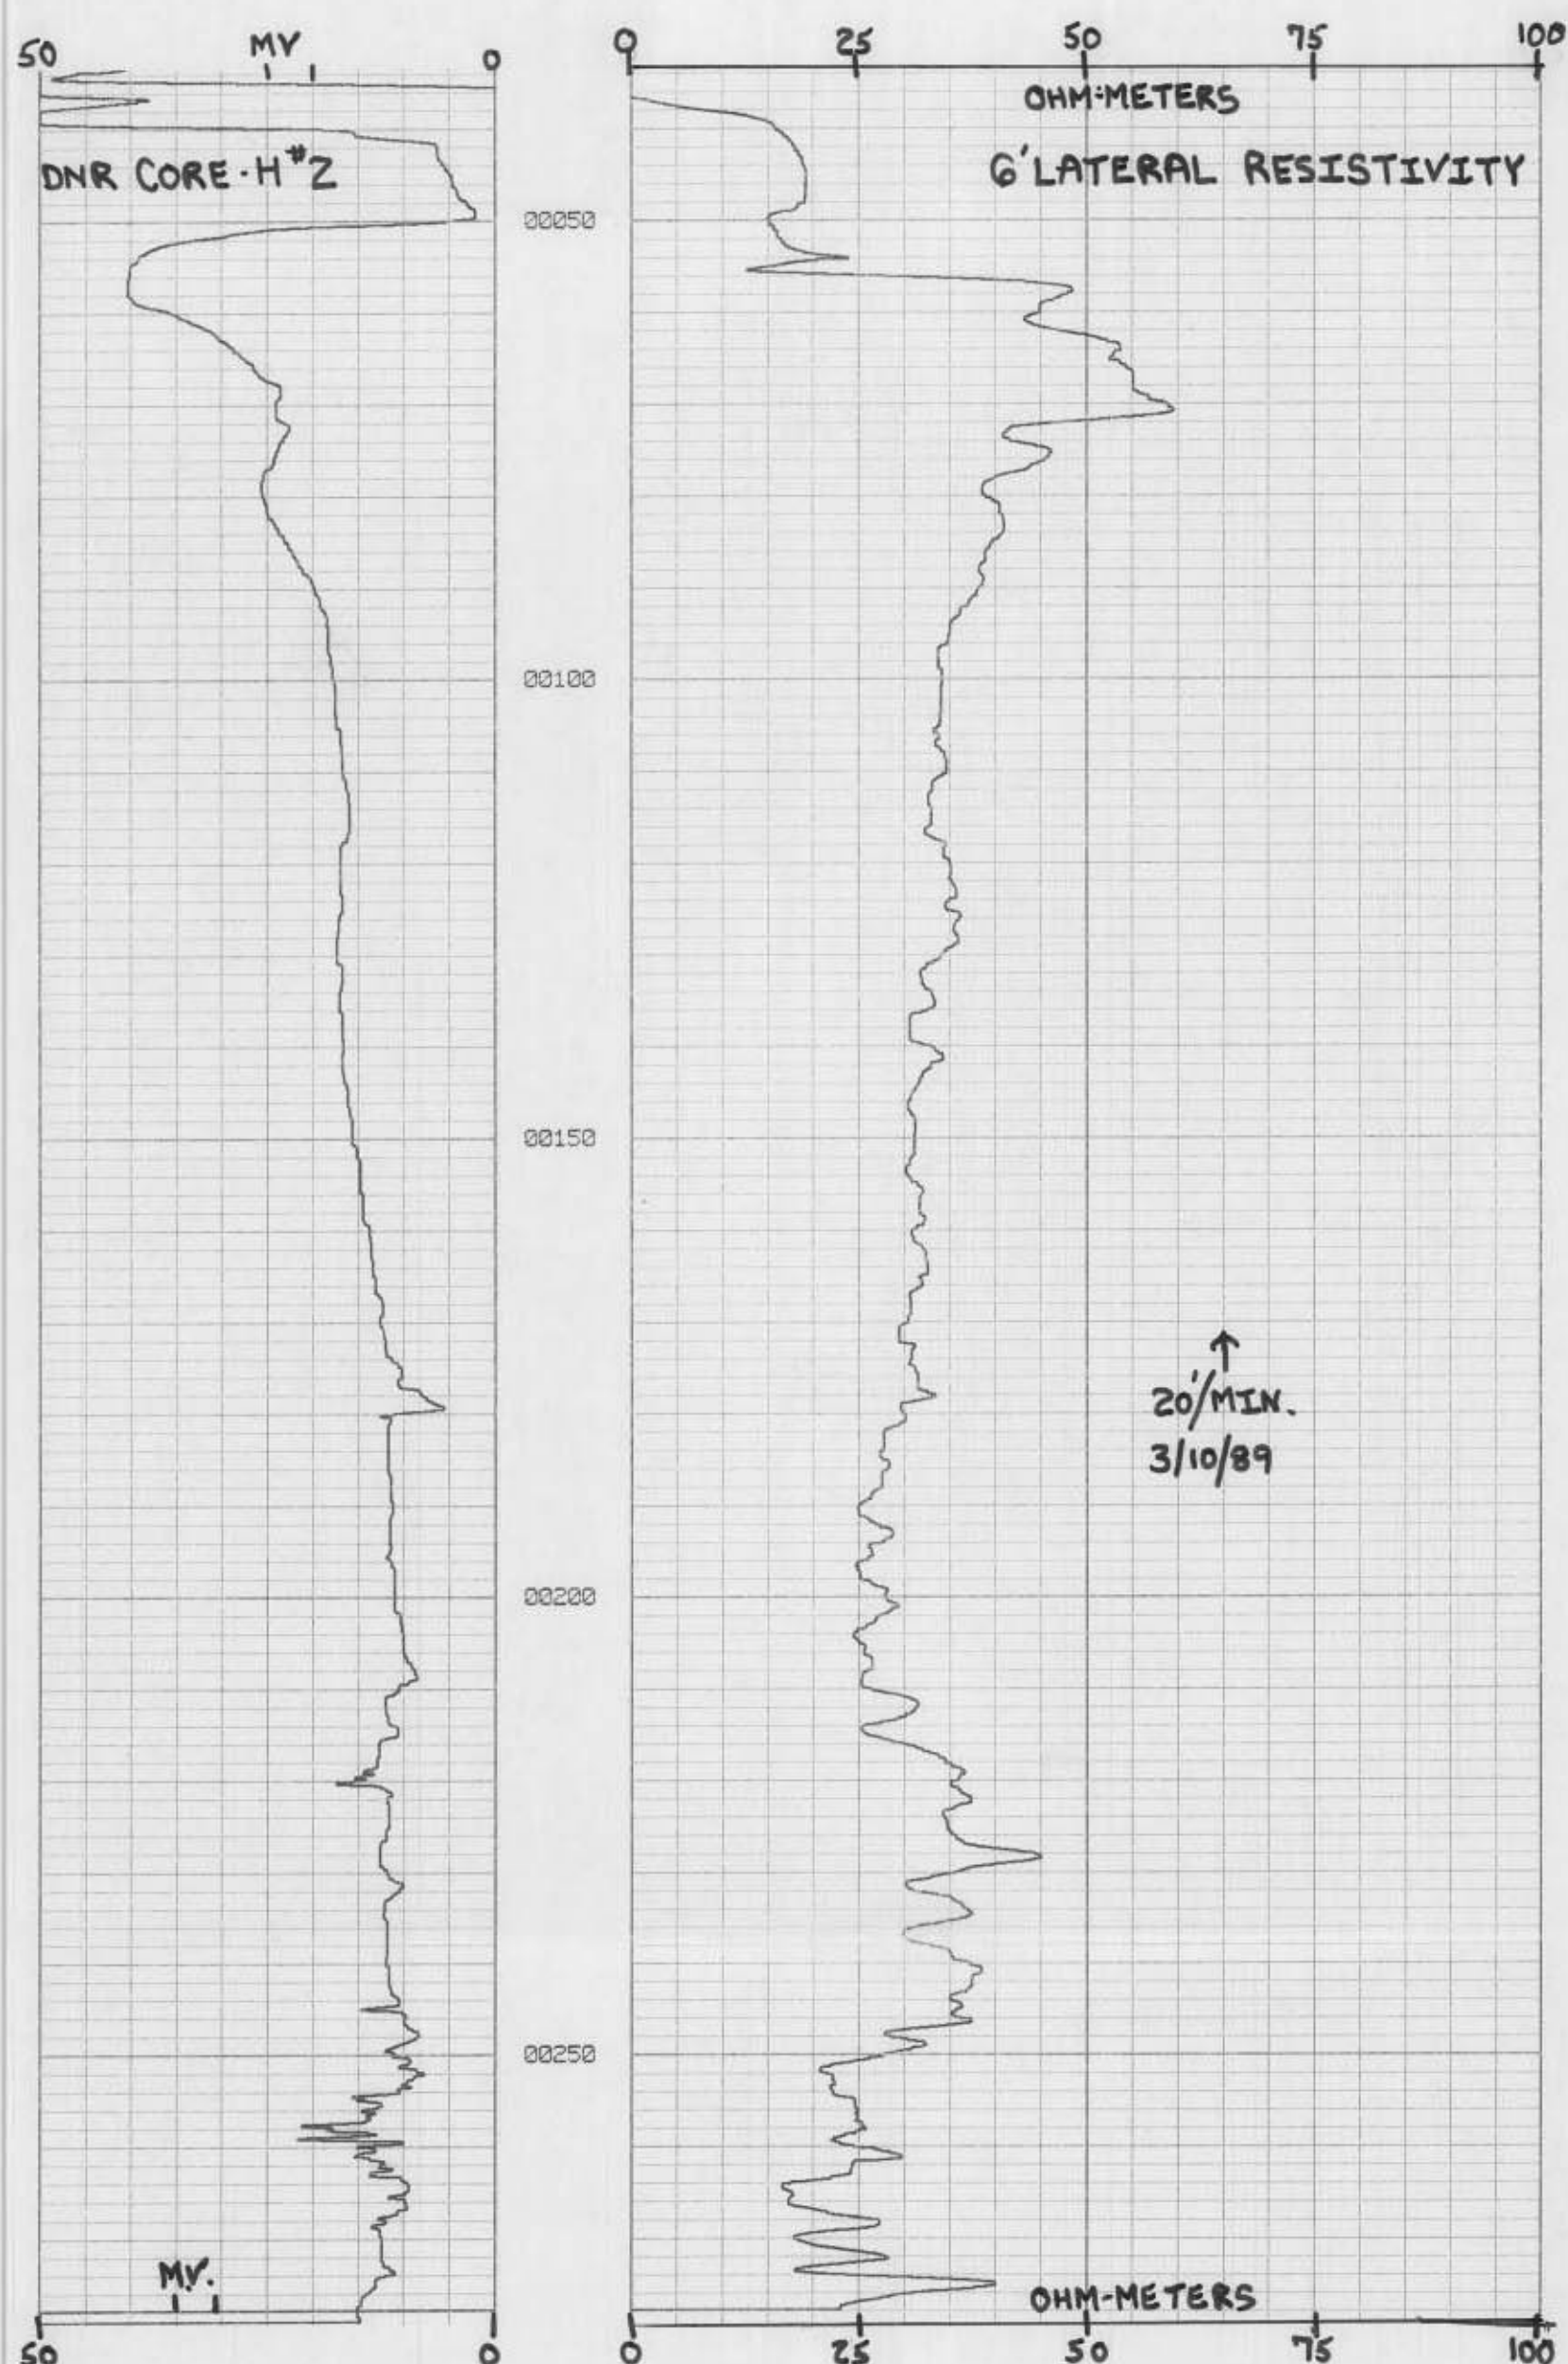 50 MV 0 0 25 50 75 100
OHM-METERS
DNR CORE-H#2
6' LATERAL RESISTIVITY
00050
00100
00150
↑
20'/MIN.
3/10/89
00200
00250
M.V.
OHM-METERS
50 0 0 25 50 75 100